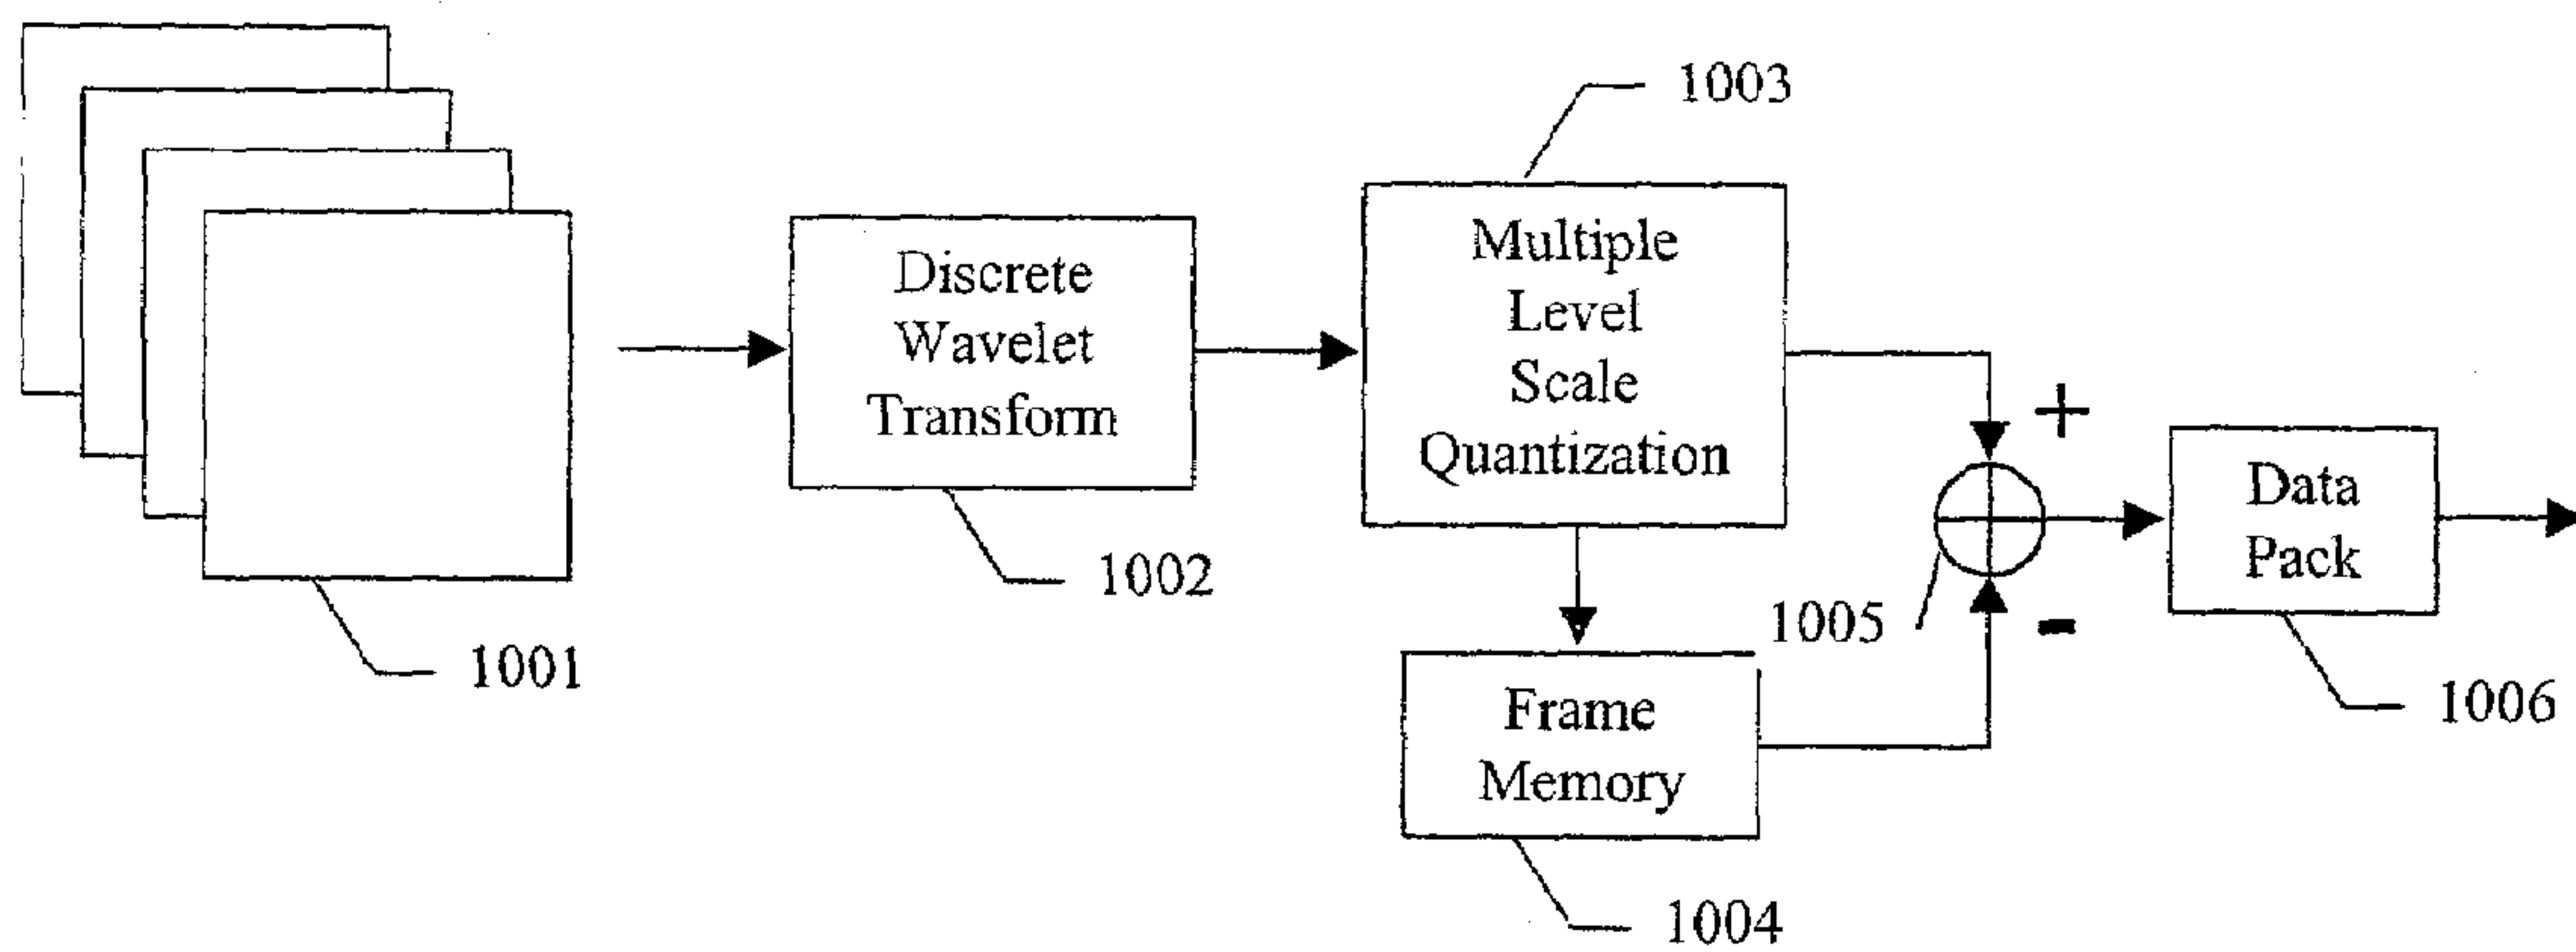 1003
Multiple
Level
Scale
Quantization
Discrete
Wavelet
Transform
+
Data
Pack
1002
1005
-
1001
Frame
Memory
1006
1004